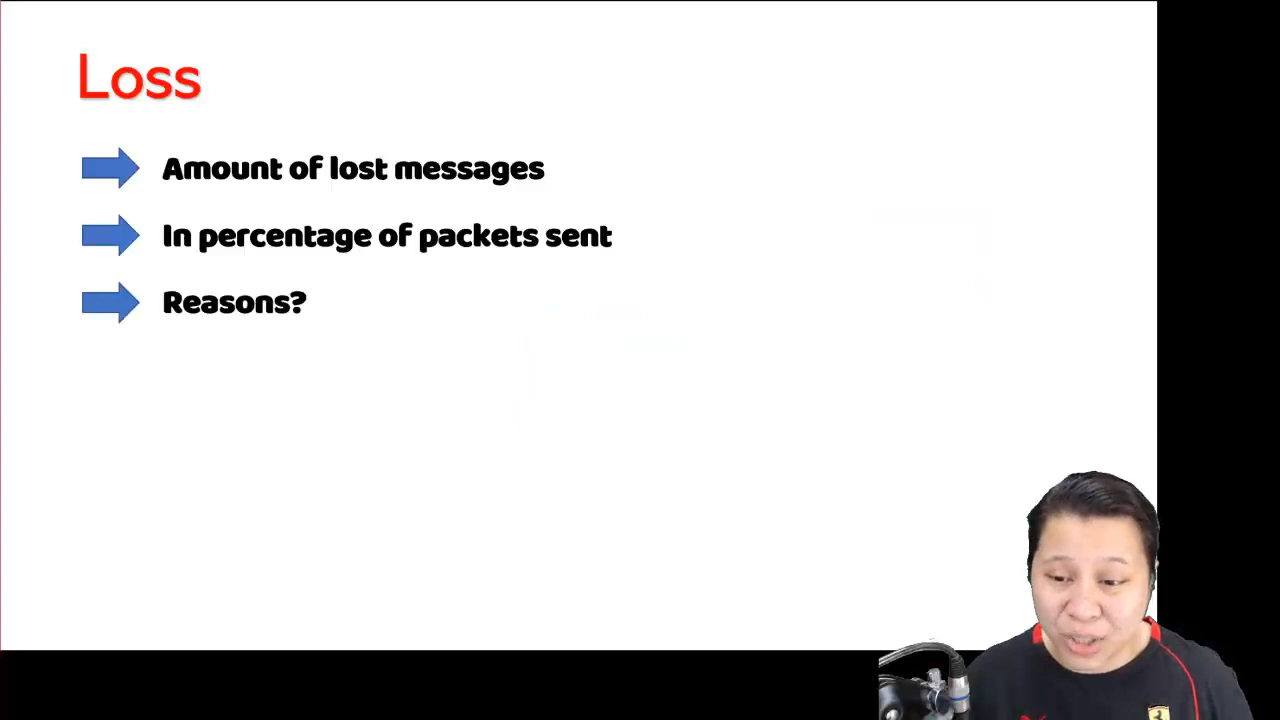 Loss
Amount of lost messages
In percentage of packets sent
Reasons?